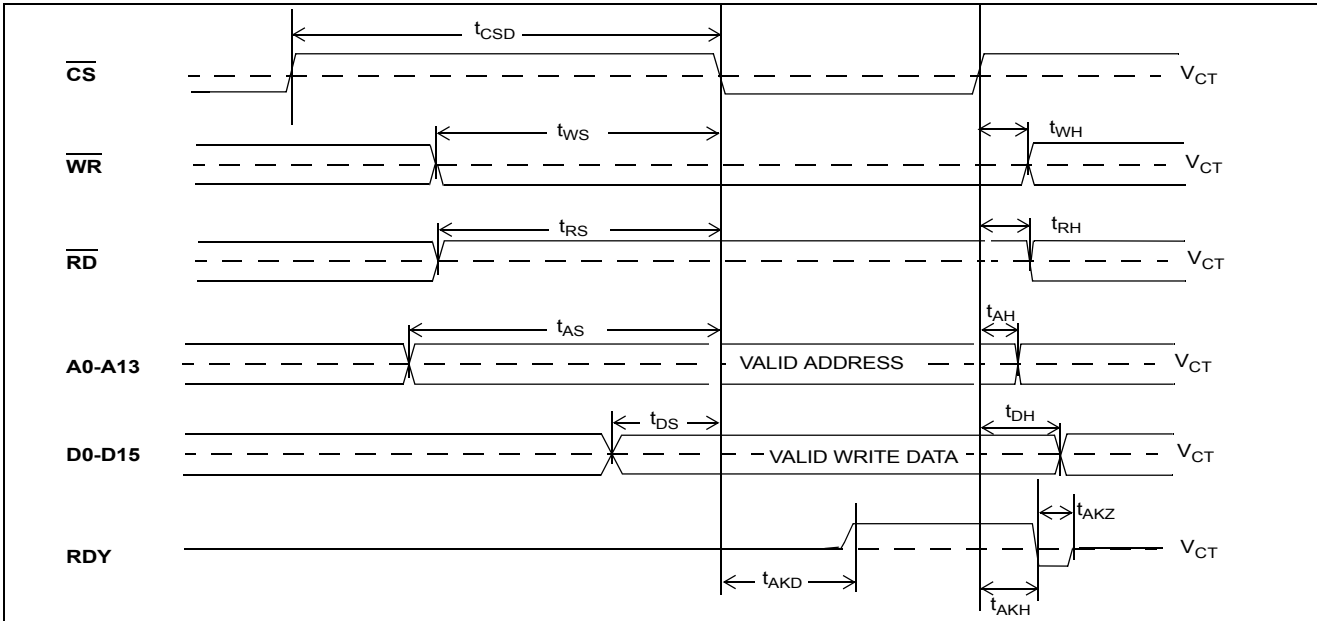 tCSD
CS VCT
tWS tWH
WR VCT
tRS tRH
RD VCT
tAS tAH
A0-A13 VALID ADDRESS VCT
tDS tDH
D0-D15 VALID WRITE DATA VCT
tAKZ
RDY VCT
tAKD tAKH